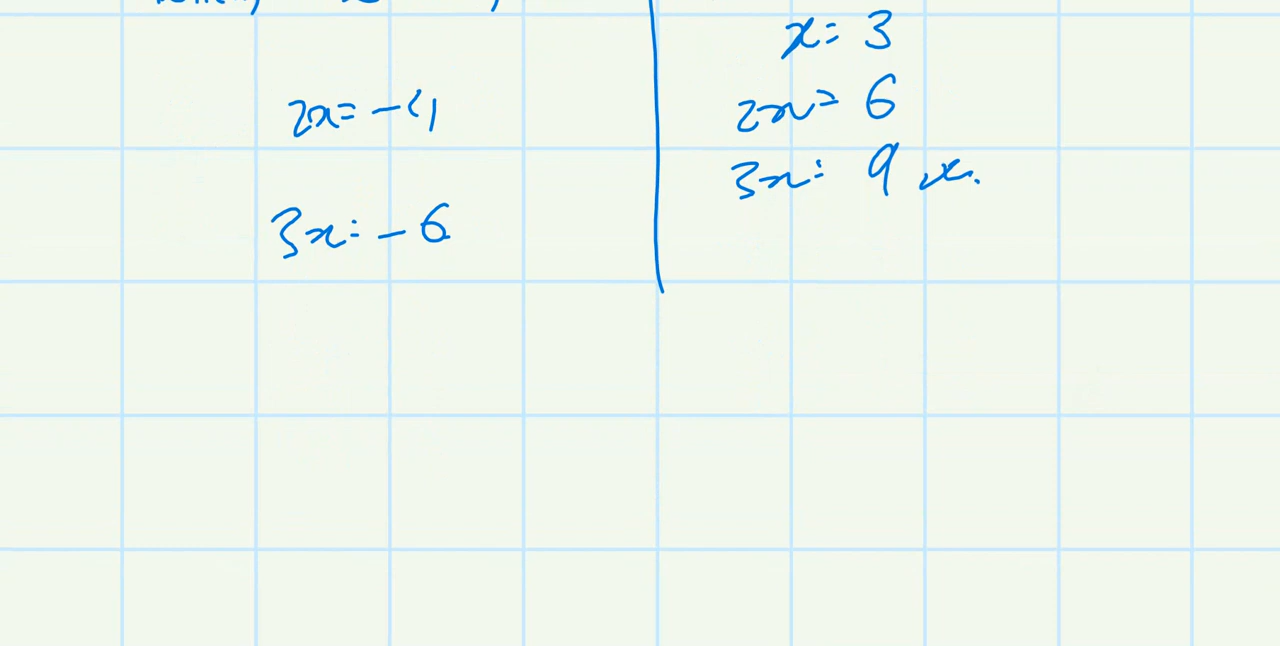 2x = -4
3x = -6
x = 3
2x = 6
3x = 9